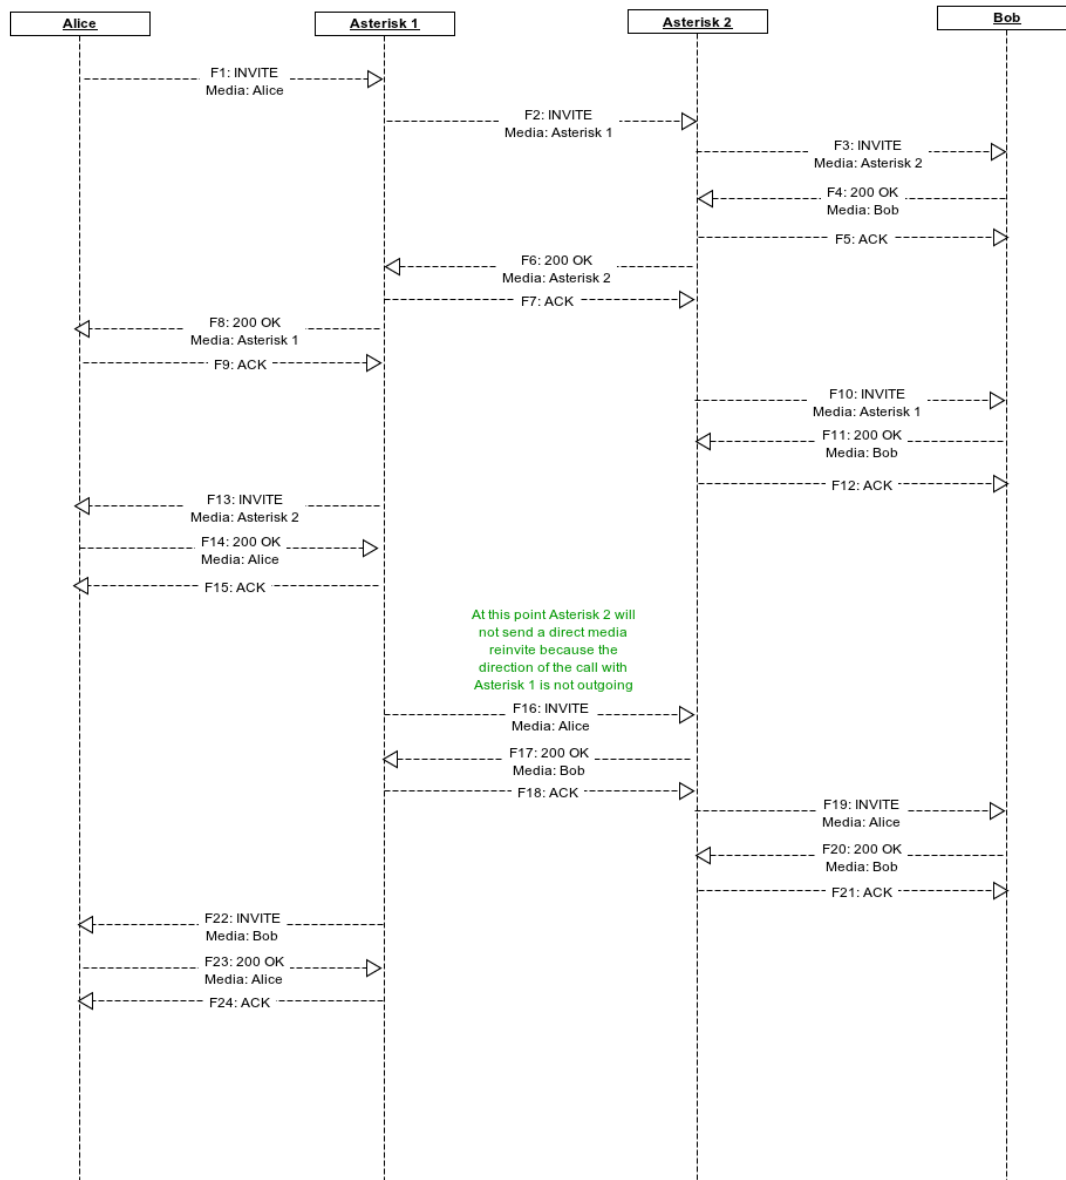 Alice
Asterisk 1
Asterisk 2
Bob
F1: INVITE
Media: Alice
F2: INVITE
Media: Asterisk 1
F3: INVITE
Media: Asterisk 2
F4: 200 OK
Media: Bob
F5: ACK
F6: 200 OK
Media: Asterisk 2
F7: ACK
F8: 200 OK
Media: Asterisk 1
F9: ACK
F10: INVITE
Media: Asterisk 1
F11: 200 OK
Media: Bob
F12: ACK
F13: INVITE
Media: Asterisk 2
F14: 200 OK
Media: Alice
F15: ACK
At this point Asterisk 2 will
not send a direct media
reinvite because the
direction of the call with
Asterisk 1 is not outgoing
F16: INVITE
Media: Alice
F17: 200 OK
Media: Bob
F18: ACK
F19: INVITE
Media: Alice
F20: 200 OK
Media: Bob
F21: ACK
F22: INVITE
Media: Bob
F23: 200 OK
Media: Alice
F24: ACK